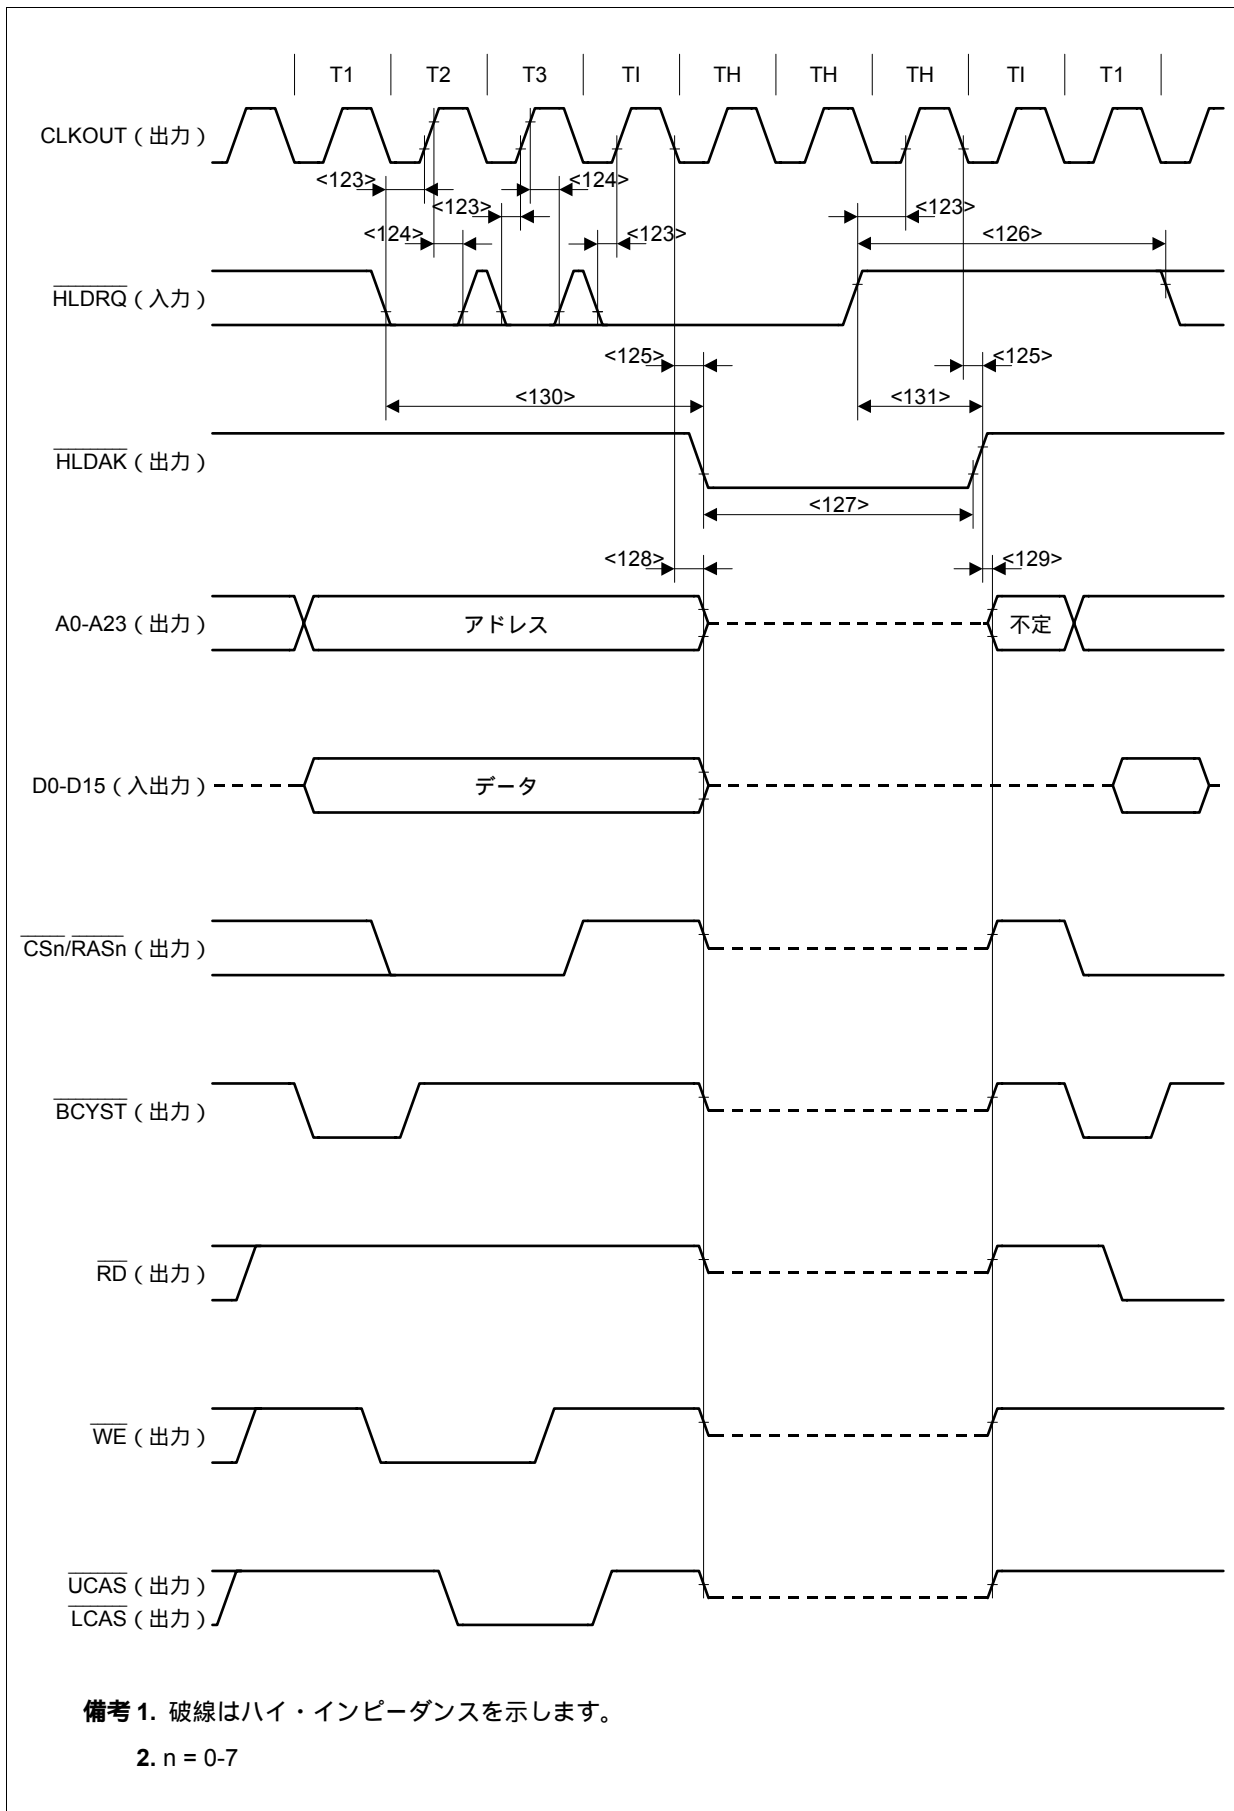 T1 T2 T3 TI TH TH TH TI T1
CLKOUT（出力）
<123> <124>
<123> <123>
<124> <123> <126>
HLDRQ（入力）
<125> <125>
<130> <131>
HLDAK（出力）
<127>
<128> <129>
A0-A23（出力） アドレス 不定
D0-D15（入出力） データ
CSn/RASn（出力）
BCYST（出力）
RD（出力）
WE（出力）
UCAS（出力）
LCAS（出力）
備考 1. 破線はハイ・インピーダンスを示します。
2. n = 0-7